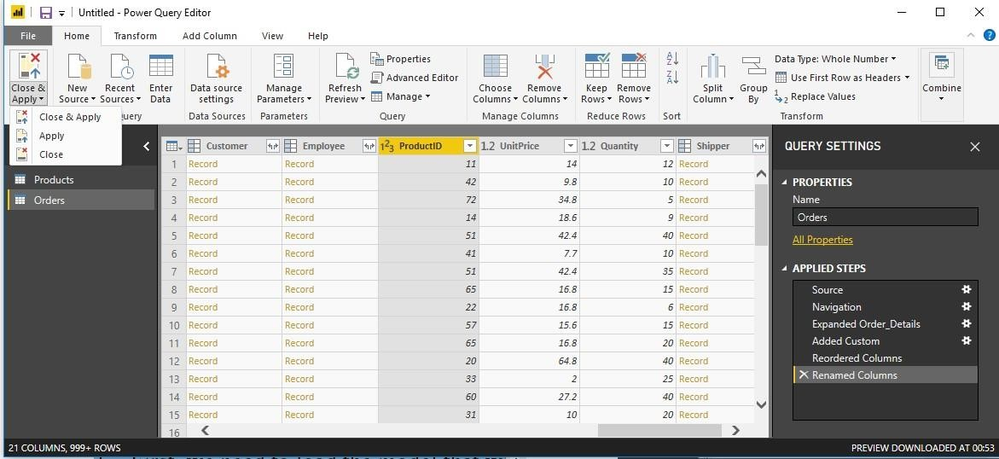 Untitled - Power Query Editor
File Home Transform Add Column View Help
Close & Apply
New Source
Recent Sources
Enter Data
Data source settings
Manage Parameters
Refresh Preview
Properties
Advanced Editor
Manage
Choose Columns
Remove Columns
Keep Rows
Remove Rows
Split Column
Group By
Data Type: Whole Number
Use First Row as Headers
Replace Values
Combine
Query Data Sources Parameters Query Manage Columns Reduce Rows Sort Transform
Close & Apply
Apply
Close
Products
Orders
Customer Employee 123 ProductID 1.2 UnitPrice 1.2 Quantity Shipper
1 Record Record 11 14 12 Record
2 Record Record 42 9.8 10 Record
3 Record Record 72 34.8 5 Record
4 Record Record 14 18.6 9 Record
5 Record Record 51 42.4 40 Record
6 Record Record 41 7.7 10 Record
7 Record Record 51 42.4 35 Record
8 Record Record 65 16.8 15 Record
9 Record Record 22 16.8 6 Record
10 Record Record 57 15.6 15 Record
11 Record Record 65 16.8 20 Record
12 Record Record 20 64.8 40 Record
13 Record Record 33 2 25 Record
14 Record Record 60 27.2 40 Record
15 Record Record 31 10 20 Record
16
QUERY SETTINGS
PROPERTIES
Name
Orders
All Properties
APPLIED STEPS
Source
Navigation
Expanded Order_Details
Added Custom
Reordered Columns
Renamed Columns
21 COLUMNS, 999+ ROWS
PREVIEW DOWNLOADED AT 00:53